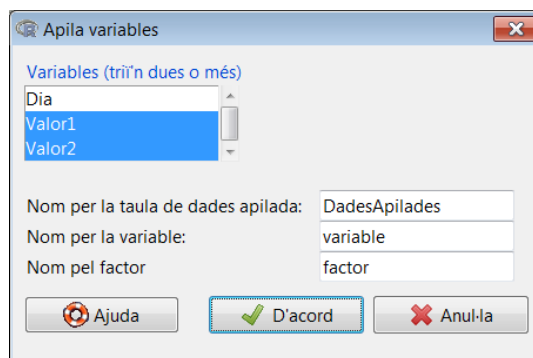 Apila variables
Variables (triï'n dues o més)
Dia
Valor1
Valor2
Nom per la taula de dades apilada: DadesApilades
Nom per la variable: variable
Nom pel factor factor
Ajuda D'acord Anul·la